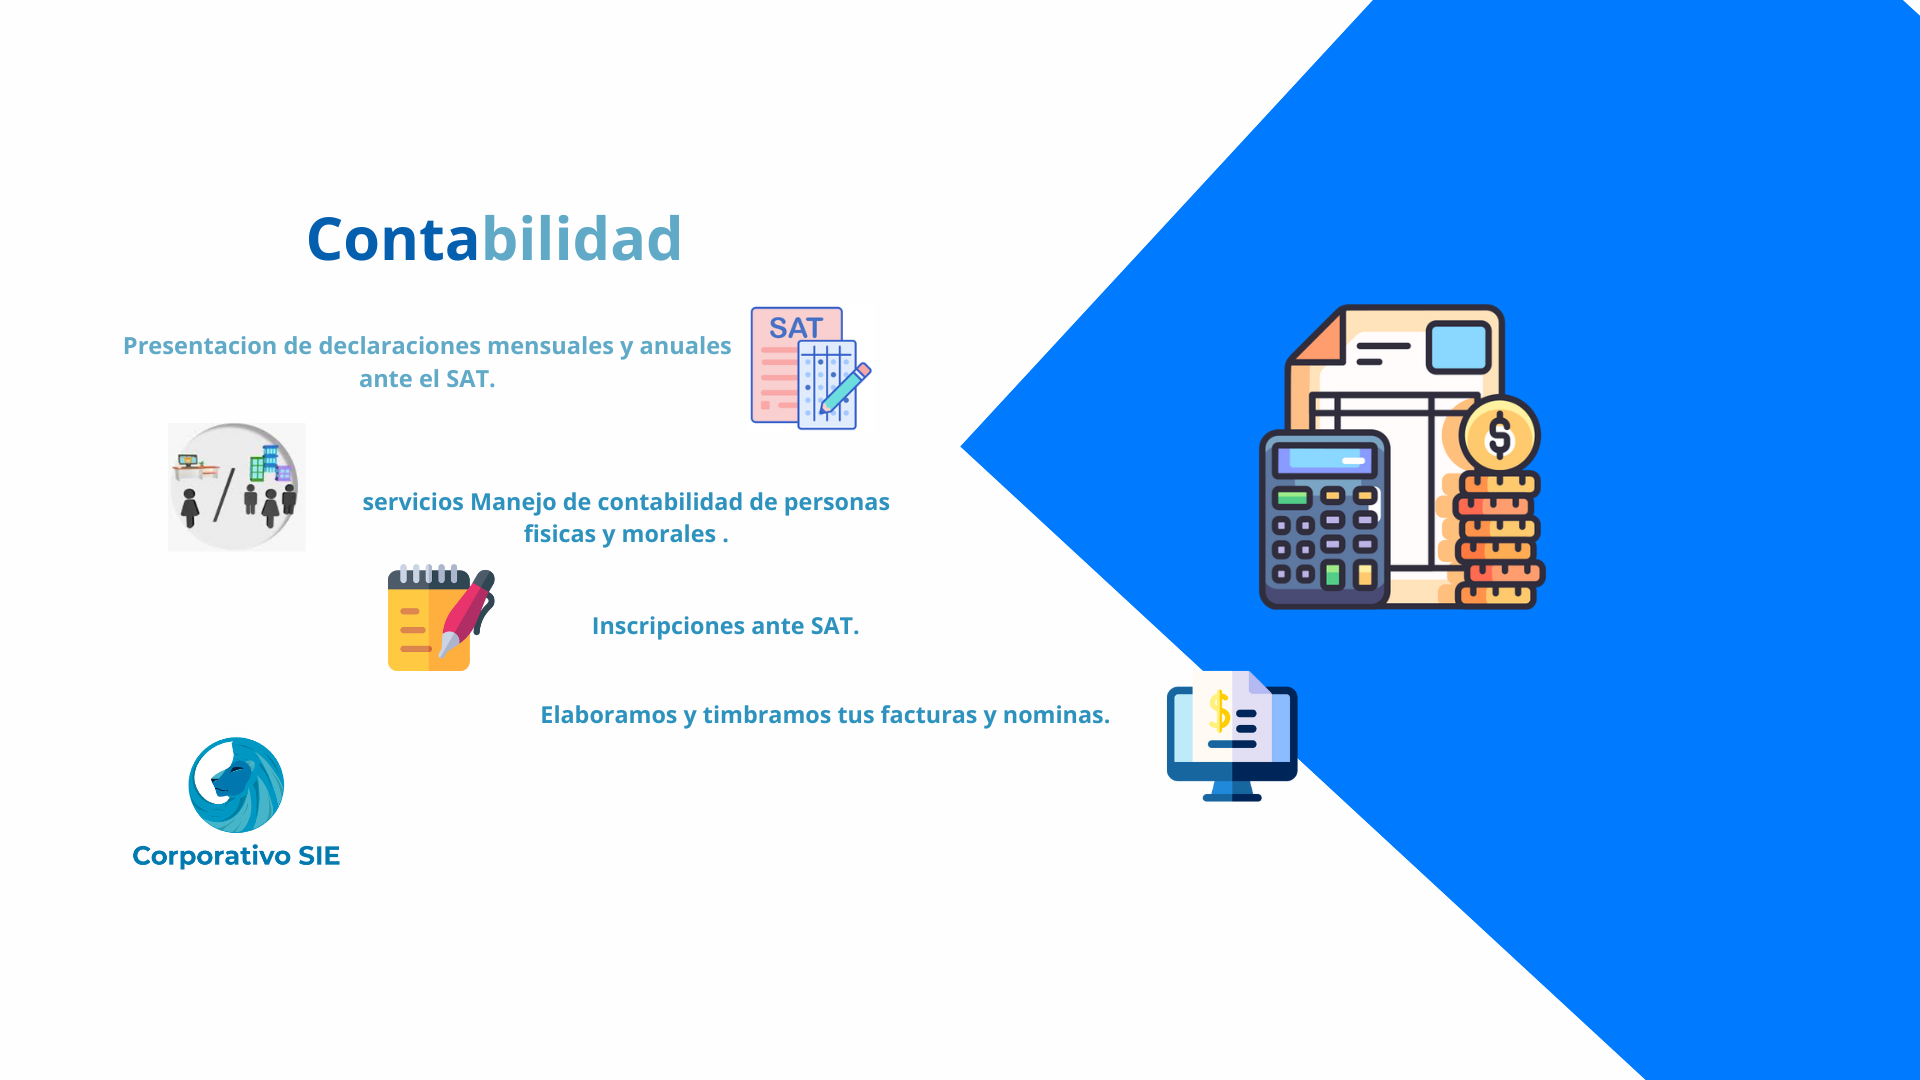 Contabilidad
Presentacion de declaraciones mensuales y anuales
ante el SAT.
SAT
servicios Manejo de contabilidad de personas
fisicas y morales .
Inscripciones ante SAT.
Elaboramos y timbramos tus facturas y nominas.
Corporativo SIE